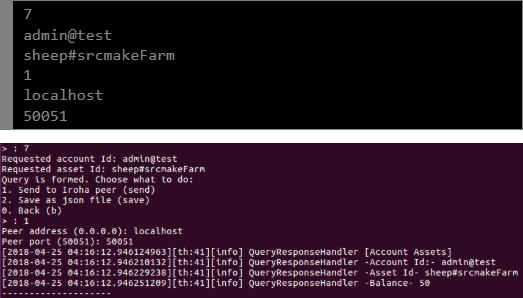 7
admin@test
sheep#srcmakeFarm
1
localhost
50051
> : 7
Requested account Id: admin@test
Requested asset Id: sheep#srcmakeFarm
Query is formed. Choose what to do:
1. Send to Iroha peer (send)
2. Save as json file (save)
0. Back (b)
> : 1
Peer address (0.0.0.0): localhost
Peer port (50051): 50051
[2018-04-25 04:16:12.946124963][th:41][info] QueryResponseHandler [Account Assets]
[2018-04-25 04:16:12.946210132][th:41][info] QueryResponseHandler -Account Id:- admin@test
[2018-04-25 04:16:12.946229238][th:41][info] QueryResponseHandler -Asset Id- sheep#srcmakeFarm
[2018-04-25 04:16:12.946251209][th:41][info] QueryResponseHandler -Balance- 50
--------------------